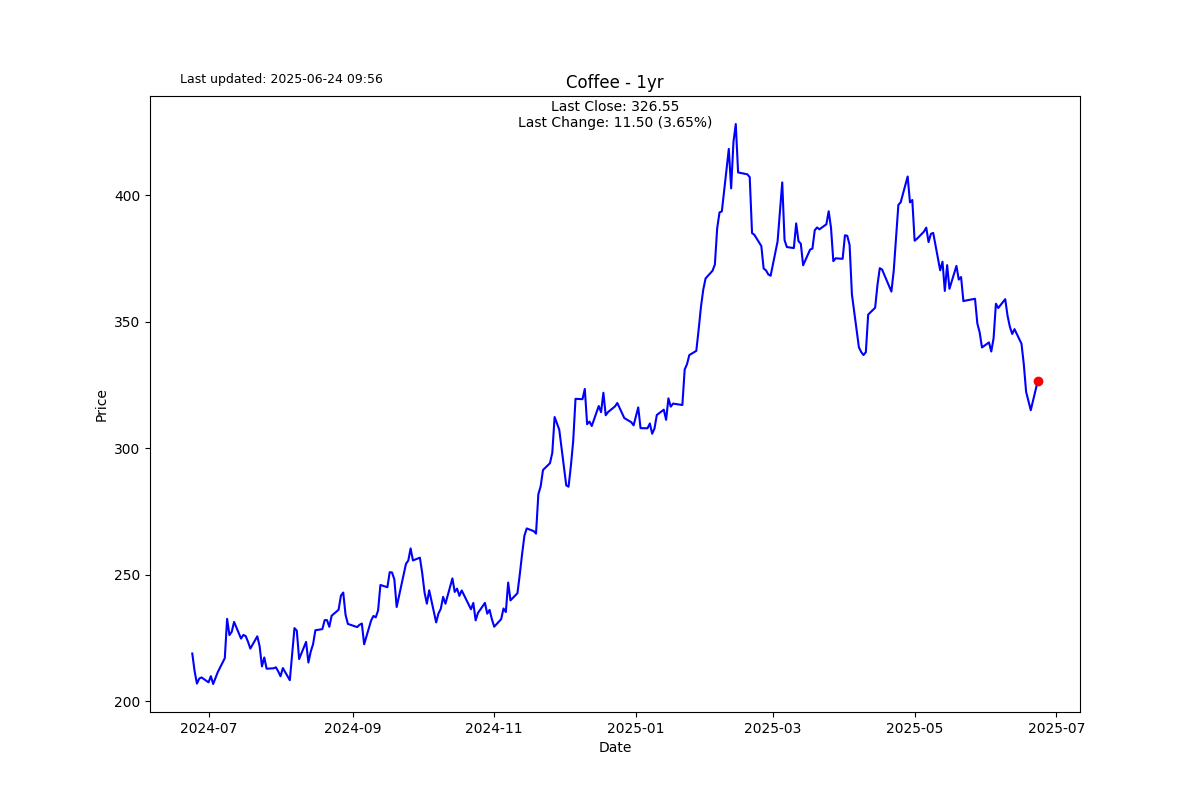 Last updated: 2025-06-24 09:56
Coffee - 1yr
Last Close: 326.55
Last Change: 11.50 (3.65%)
Price
400
350
300
250
200
2024-07
2024-09
2024-11
2025-01
2025-03
2025-05
2025-07
Date